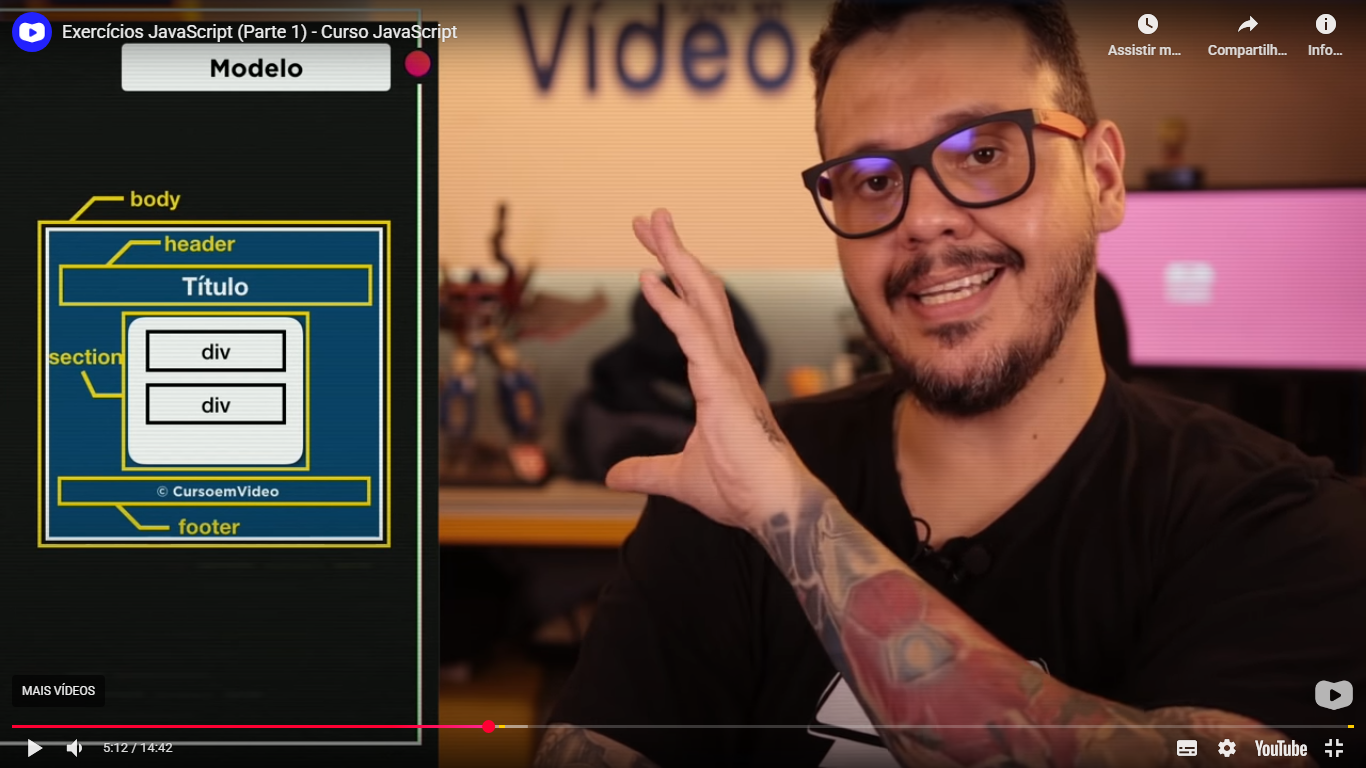 Exercícios JavaScript (Parte 1) - Curso JavaScript
Assistir m...
Compartilh...
Info...
Vídeo
Modelo
body
header
Título
section
div
div
© CursoemVideo
footer
MAIS VÍDEOS
5:12 / 14:42
YouTube